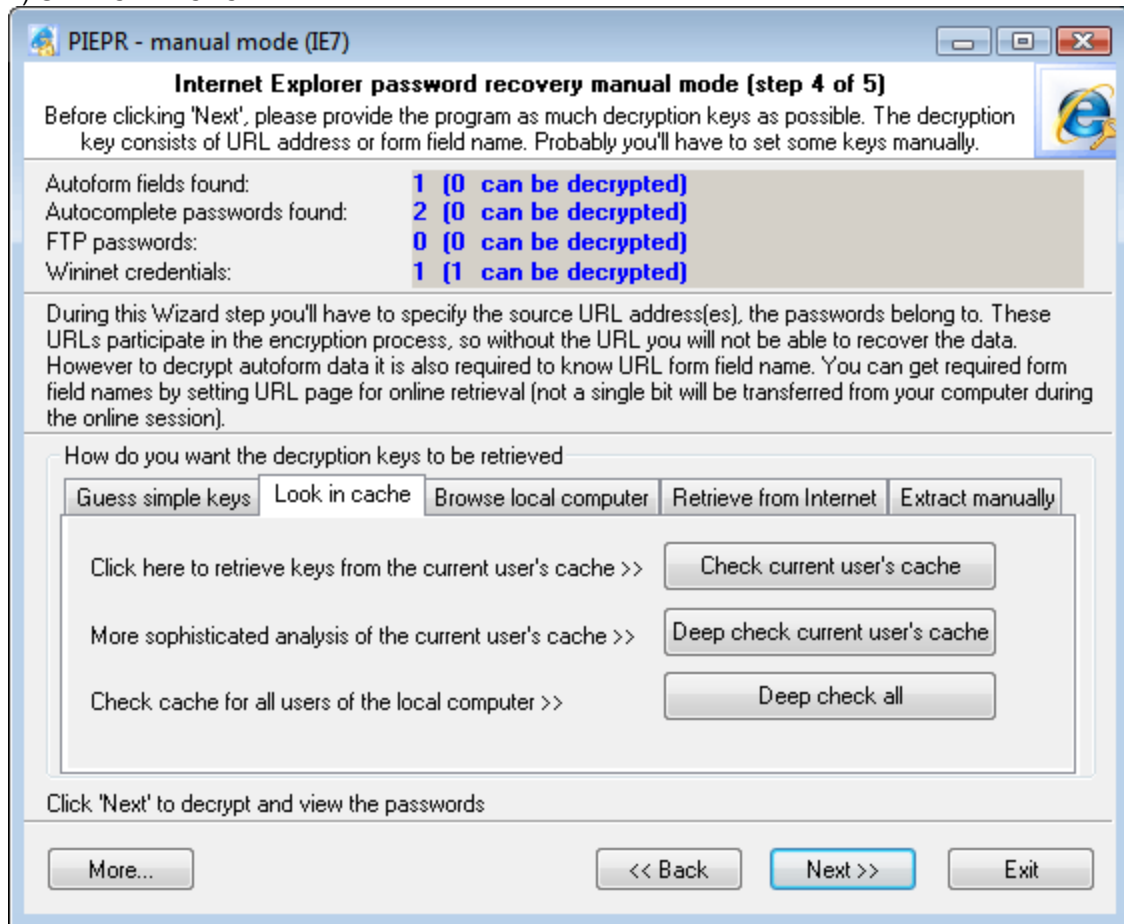 PIEPR - manual mode (IE7)
Internet Explorer password recovery manual mode (step 4 of 5)
Before clicking 'Next', please provide the program as much decryption keys as possible. The decryption
key consists of URL address or form field name. Probably you'll have to set some keys manually.
Autoform fields found: 1 (0 can be decrypted)
Autocomplete passwords found: 2 (0 can be decrypted)
FTP passwords: 0 (0 can be decrypted)
Wininet credentials: 1 (1 can be decrypted)
During this Wizard step you'll have to specify the source URL address(es), the passwords belong to. These
URLs participate in the encryption process, so without the URL you will not be able to recover the data.
However to decrypt autoform data it is also required to know URL form field name. You can get required form
field names by setting URL page for online retrieval (not a single bit will be transferred from your computer during
the online session).
How do you want the decryption keys to be retrieved
Guess simple keys Look in cache Browse local computer Retrieve from Internet Extract manually
Click here to retrieve keys from the current user's cache >> Check current user's cache
More sophisticated analysis of the current user's cache >> Deep check current user's cache
Check cache for all users of the local computer >> Deep check all
Click 'Next' to decrypt and view the passwords
More... << Back Next >> Exit